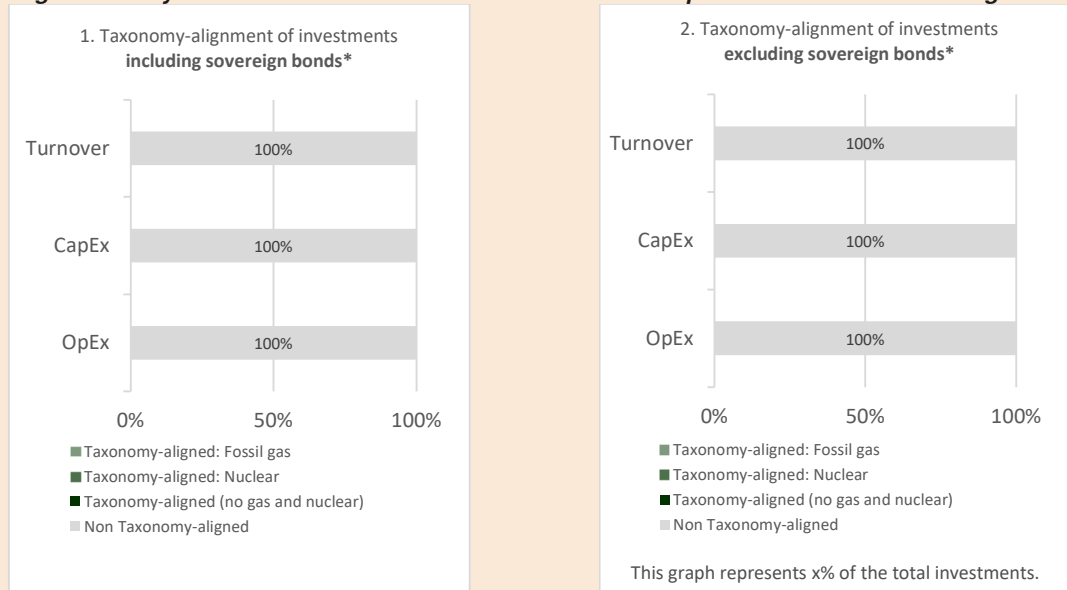 1. Taxonomy-alignment of investments
including sovereign bonds*
Turnover
100%
CapEx
100%
OpEx
100%
0% 50% 100%
Taxonomy-aligned: Fossil gas
Taxonomy-aligned: Nuclear
Taxonomy-aligned (no gas and nuclear)
Non Taxonomy-aligned
2. Taxonomy-alignment of investments
excluding sovereign bonds*
Turnover
100%
CapEx
100%
OpEx
100%
0% 50% 100%
Taxonomy-aligned: Fossil gas
Taxonomy-aligned: Nuclear
Taxonomy-aligned (no gas and nuclear)
Non Taxonomy-aligned
This graph represents x% of the total investments.